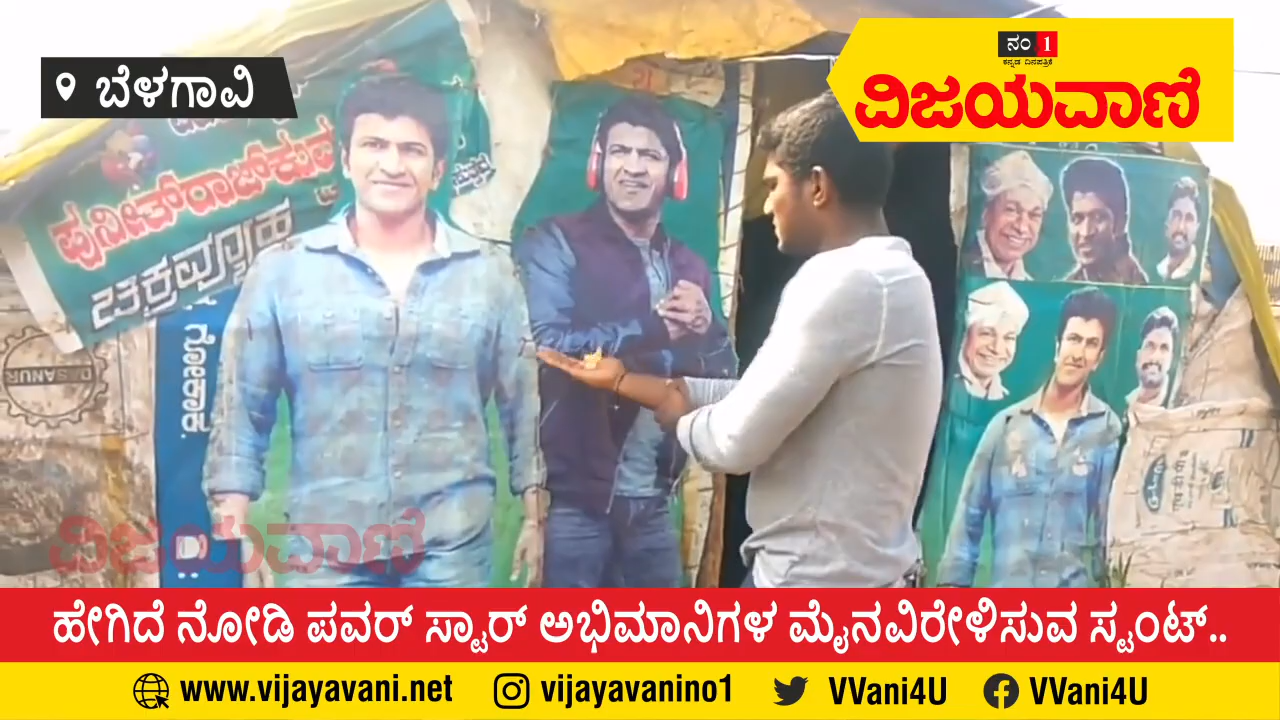 ಬೆಳಗಾವಿ
ನಂ 1
ಕನ್ನಡ ದಿನಪತ್ರಿಕೆ
ವಿಜಯವಾಣಿ
ಪುನೀತ್‌ರಾಜ್‌ಕುಮ
ಚಕ್ರವ್ಯೂಹ
ಗೋಕಾಕ.
D SANUR
ವಿಜಯವಾಣಿ
ಹೇಗಿದೆ ನೋಡಿ ಪವರ್ ಸ್ಟಾರ್ ಅಭಿಮಾನಿಗಳ ಮೈನವಿರೇಳಿಸುವ ಸ್ಟಂಟ್..
www.vijayavani.net vijayavanino1 VVani4U VVani4U